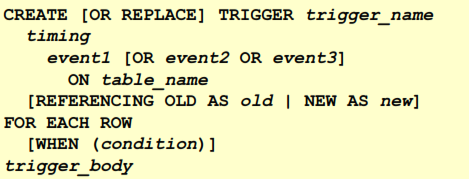 CREATE [OR REPLACE] TRIGGER trigger_name
timing
event1 [OR event2 OR event3]
ON table_name
[REFERENCING OLD AS old | NEW AS new]
FOR EACH ROW
[WHEN (condition)]
trigger_body